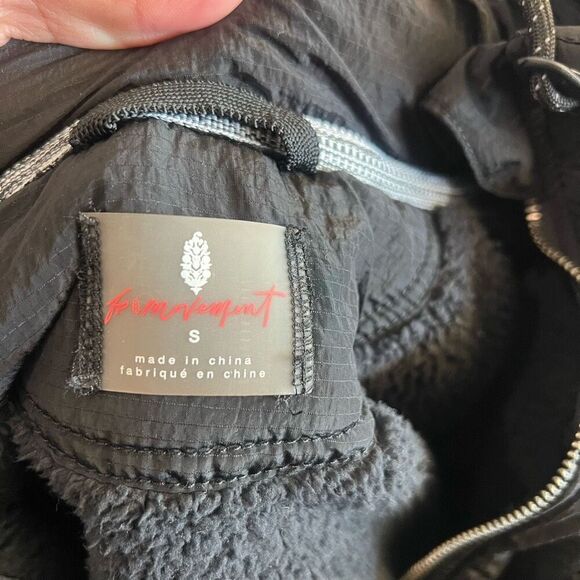 fp movement
S
made in china
fabriqué en chine